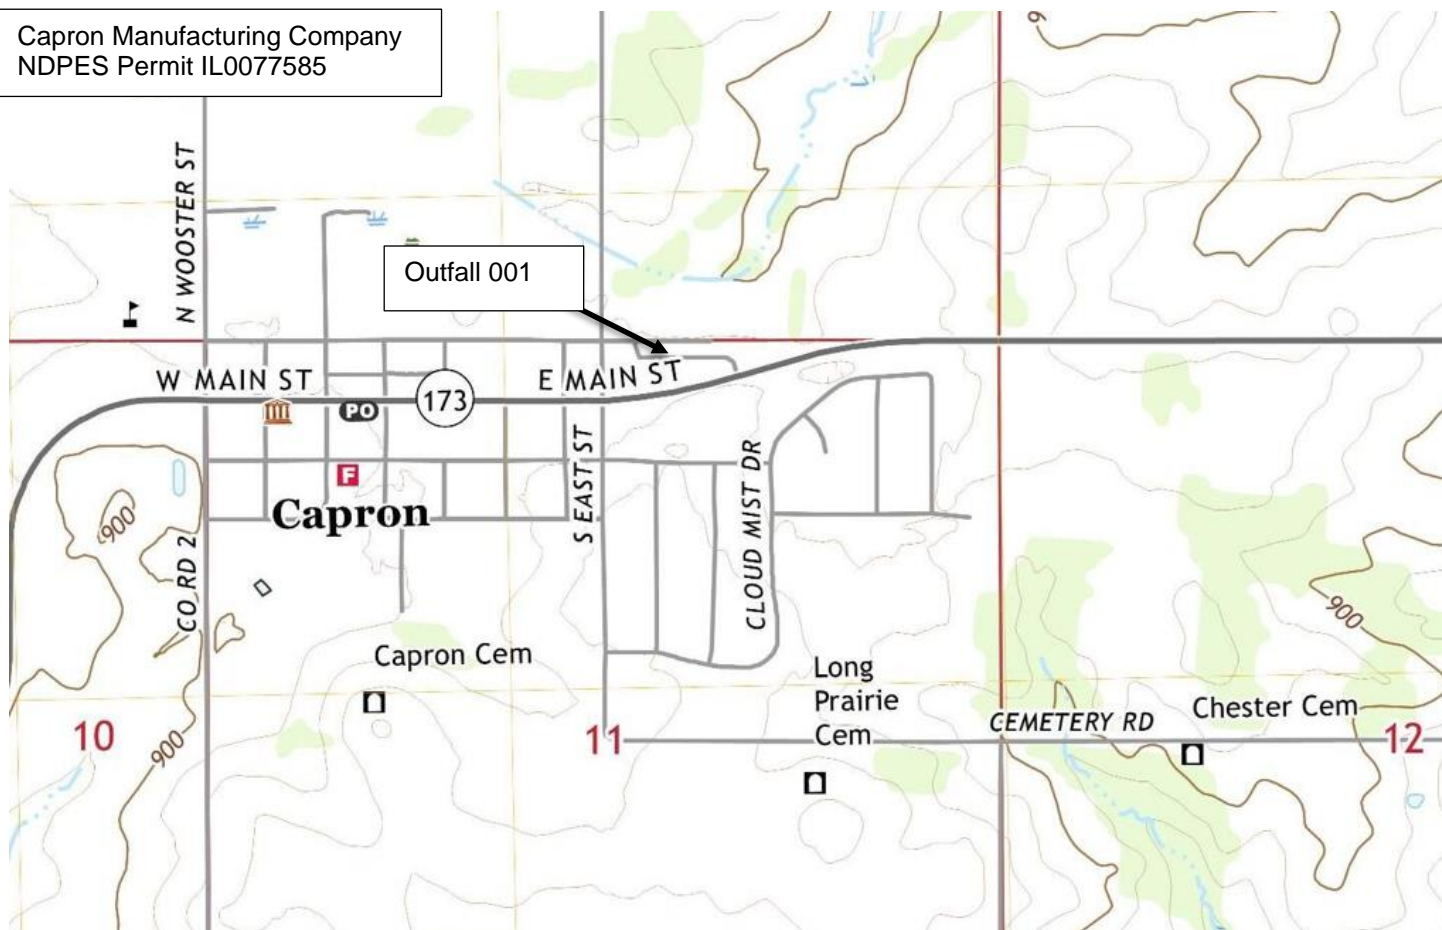 Capron Manufacturing Company
NDPES Permit IL0077585
N WOOSTER ST
Outfall 001
W MAIN ST
E MAIN ST
173
PO
F
Capron
S EAST ST
CLOUD MIST DR
900
CO RD 2
900
Capron Cem
Long
Prairie
Cem
CEMETERY RD
Chester Cem
10
900
11
12